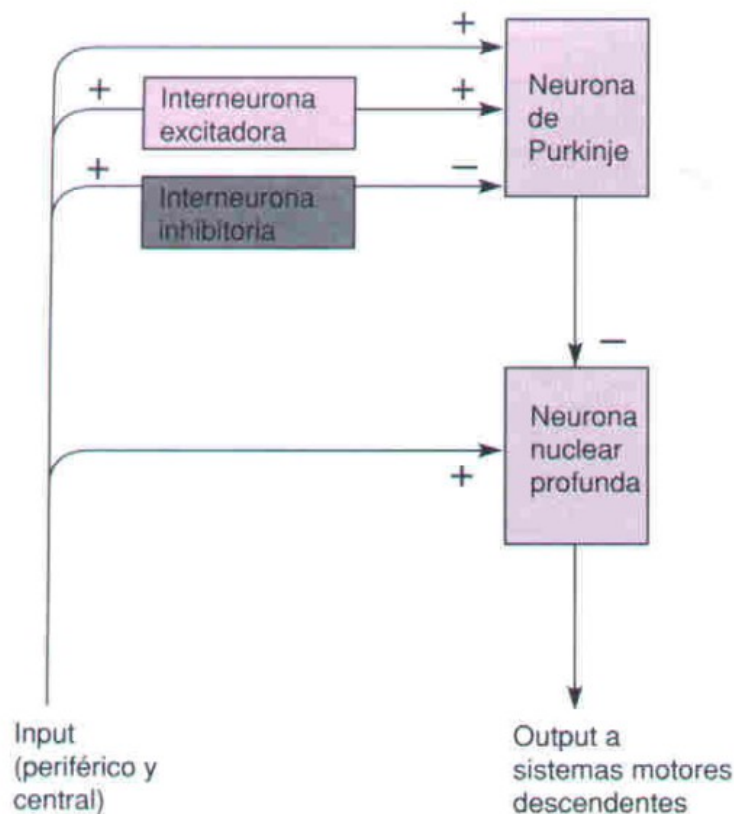 +
Neurona
de
Purkinje
+
Interneurona
excitadora
+
+
Interneurona
inhibitoria
−
−
Neurona
nuclear
profunda
+
Input
(periférico y
central)
Output a
sistemas motores
descendentes